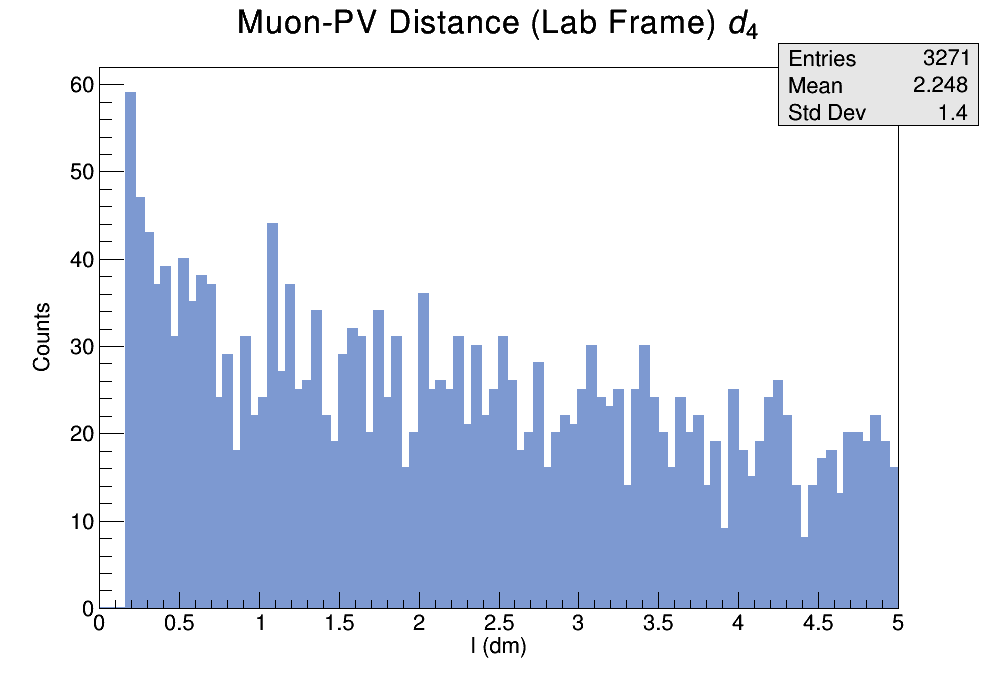 Muon-PV Distance (Lab Frame) d4
Entries 3271
Mean 2.248
Std Dev 1.4
60
50
40
30
20
10
0
Counts
0 0.5 1 1.5 2 2.5 3 3.5 4 4.5 5
l (dm)